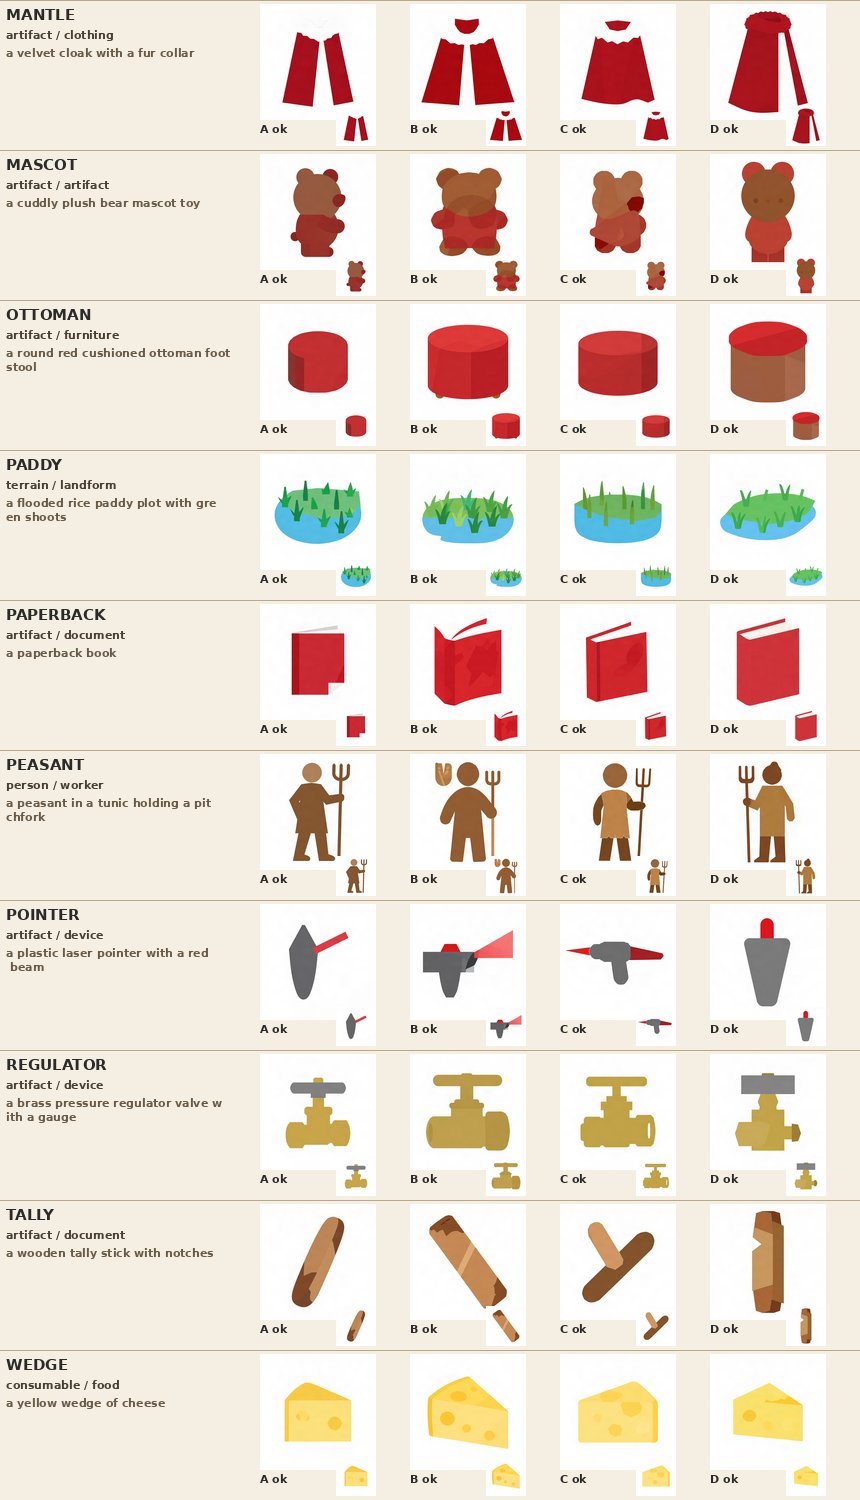 MANTLE
artifact / clothing
a velvet cloak with a fur collar
A ok B ok C ok D ok
MASCOT
artifact / artifact
a cuddly plush bear mascot toy
A ok B ok C ok D ok
OTTOMAN
artifact / furniture
a round red cushioned ottoman foot
stool
A ok B ok C ok D ok
PADDY
terrain / landform
a flooded rice paddy plot with gre
en shoots
A ok B ok C ok D ok
PAPERBACK
artifact / document
a paperback book
A ok B ok C ok D ok
PEASANT
person / worker
a peasant in a tunic holding a pit
chfork
A ok B ok C ok D ok
POINTER
artifact / device
a plastic laser pointer with a red
beam
A ok B ok C ok D ok
REGULATOR
artifact / device
a brass pressure regulator valve w
ith a gauge
A ok B ok C ok D ok
TALLY
artifact / document
a wooden tally stick with notches
A ok B ok C ok D ok
WEDGE
consumable / food
a yellow wedge of cheese
A ok B ok C ok D ok